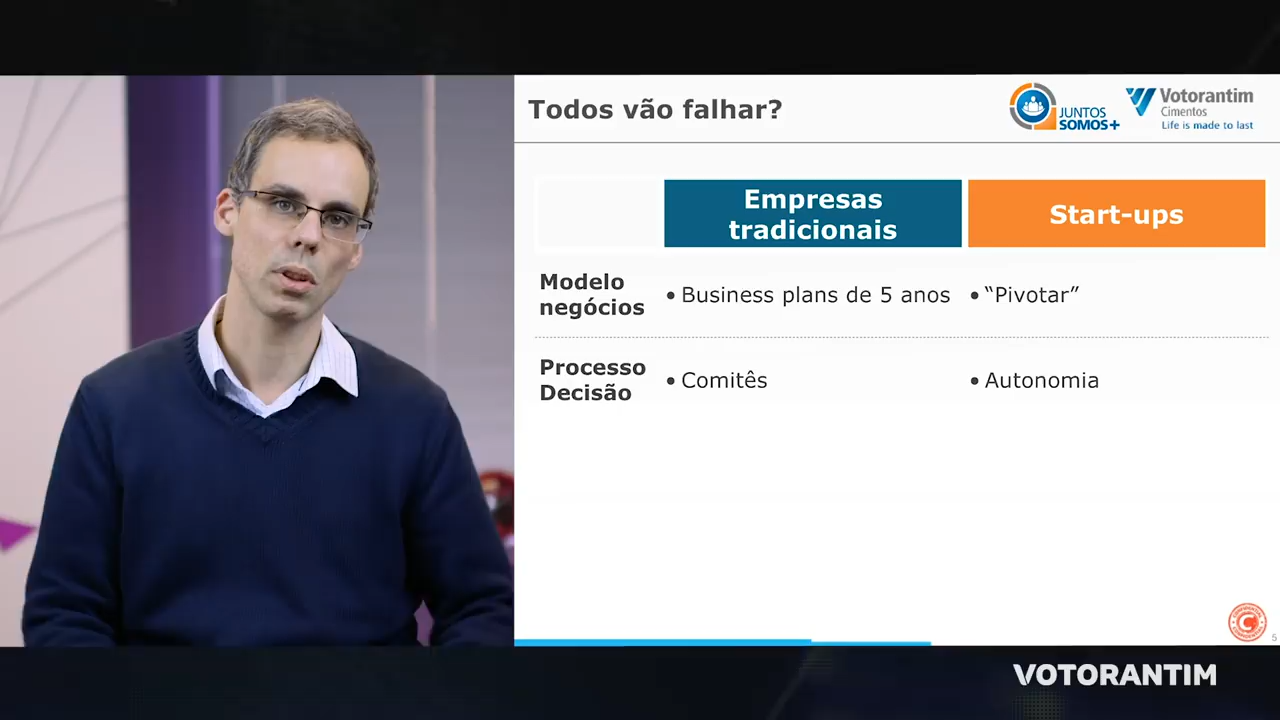 Todos vão falhar?
JUNTOS
SOMOS+
Votorantim
Cimentos
Life is made to last
Empresas
tradicionais
Start-ups
Modelo
negócios
• Business plans de 5 anos
• “Pivotar”
Processo
Decisão
• Comitês
• Autonomia
C
5
VOTORANTIM